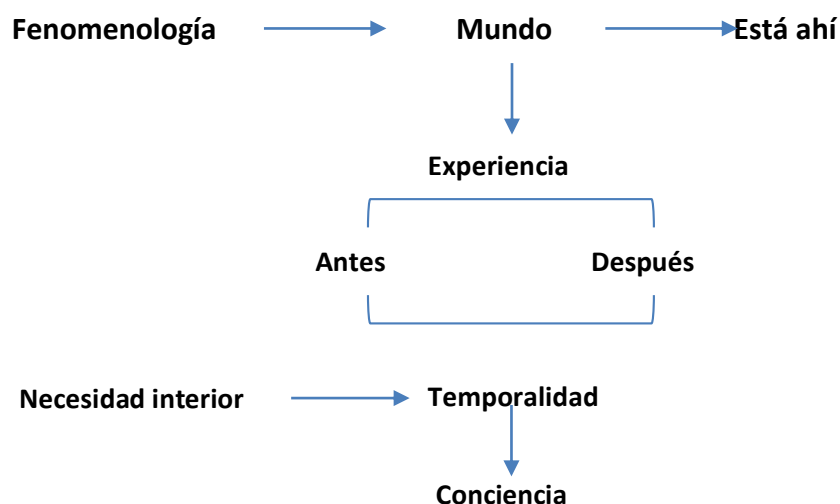 Fenomenología Mundo Está ahí
Experiencia
Antes Después
Necesidad interior Temporalidad
Conciencia